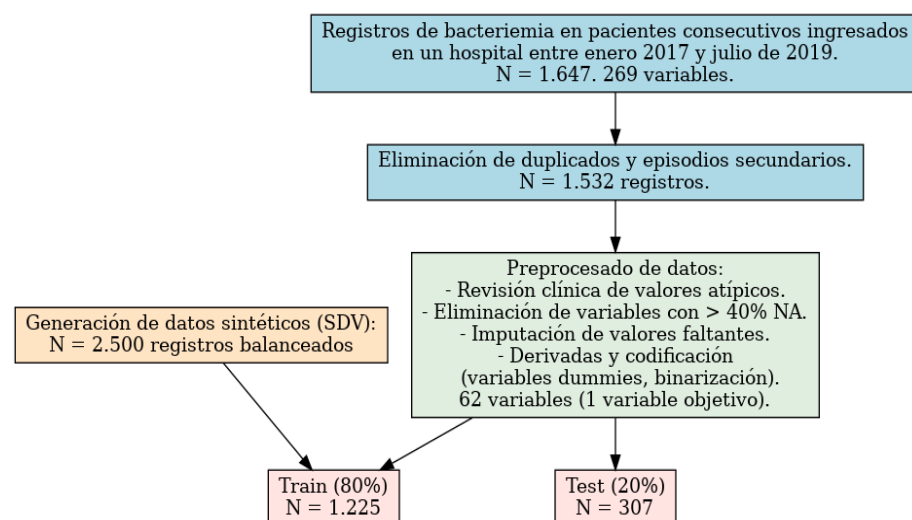 Registros de bacteriemia en pacientes consecutivos ingresados
en un hospital entre enero 2017 y julio de 2019.
N = 1.647. 269 variables.
Eliminación de duplicados y episodios secundarios.
N = 1.532 registros.
Preprocesado de datos:
- Revisión clínica de valores atípicos.
- Eliminación de variables con > 40% NA.
- Imputación de valores faltantes.
- Derivadas y codificación
(variables dummies, binarización).
62 variables (1 variable objetivo).
Generación de datos sintéticos (SDV):
N = 2.500 registros balanceados
Train (80%)
N = 1.225
Test (20%)
N = 307